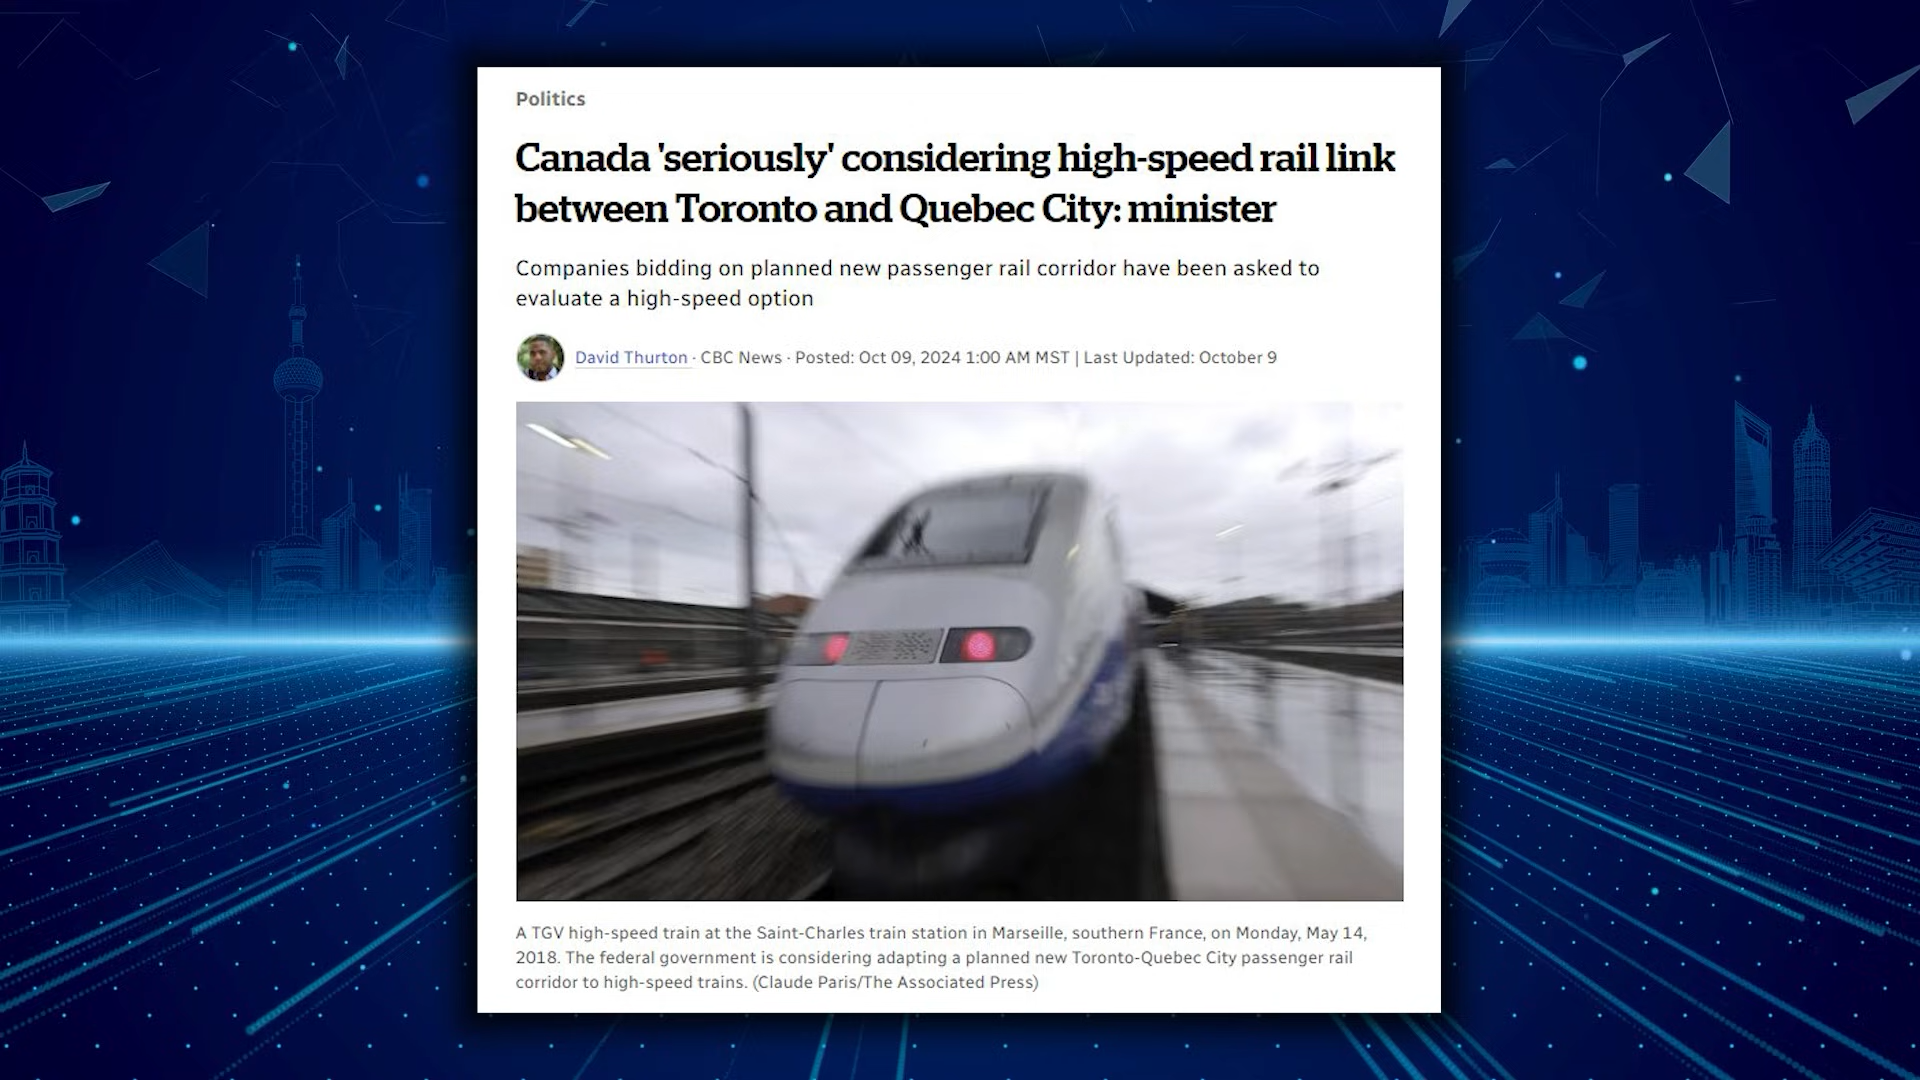 Politics
Canada 'seriously' considering high-speed rail link
between Toronto and Quebec City: minister
Companies bidding on planned new passenger rail corridor have been asked to
evaluate a high-speed option
David Thurton · CBC News · Posted: Oct 09, 2024 1:00 AM MST | Last Updated: October 9
A TGV high-speed train at the Saint-Charles train station in Marseille, southern France, on Monday, May 14,
2018. The federal government is considering adapting a planned new Toronto-Quebec City passenger rail
corridor to high-speed trains. (Claude Paris/The Associated Press)